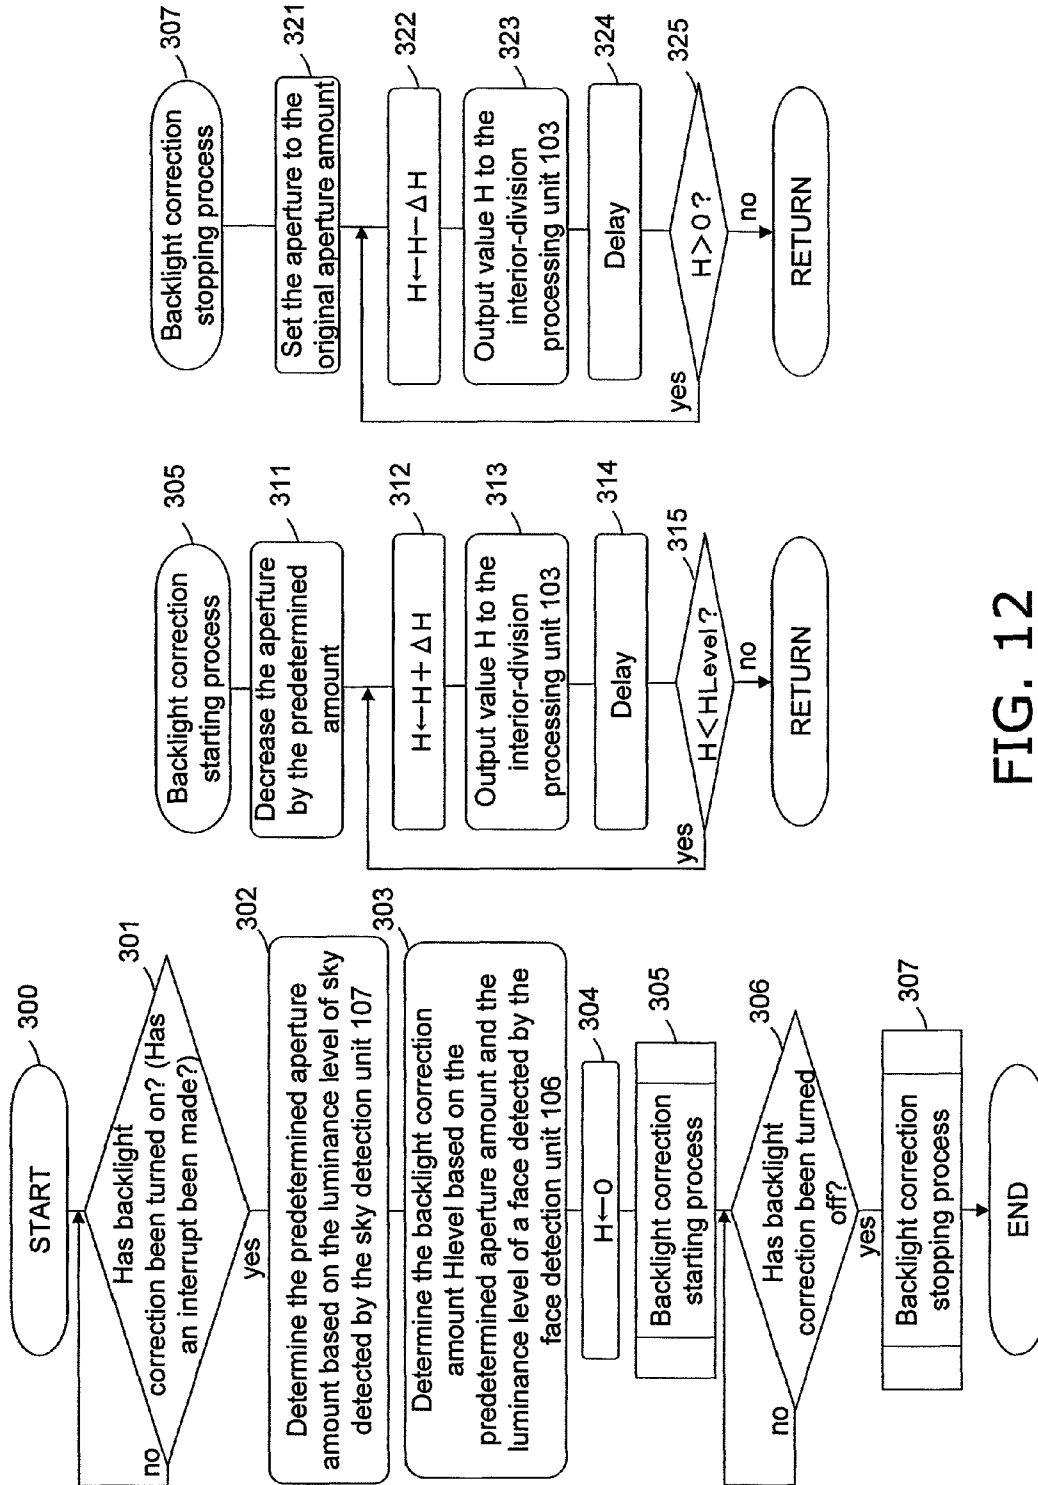 START
300
Has backlight
correction been turned on? (Has
an interrupt been made?)
301
no
yes
302
Determine the predetermined aperture
amount based on the luminance level of sky
detected by the sky detection unit 107
303
Determine the backlight correction
amount Hlevel based on the
predetermined aperture amount and the
luminance level of a face detected by the
face detection unit 106
304
H←0
305
Backlight correction
starting process
306
Has backlight
correction been turned
off?
no
yes
307
Backlight correction
stopping process
END
Backlight correction
starting process
305
Decrease the aperture
by the predetermined
amount
311
H←H+ΔH
312
Output value H to the
interior-division
processing unit 103
313
Delay
314
H<HLevel?
315
yes
no
RETURN
Backlight correction
stopping process
307
Set the aperture to the
original aperture amount
321
H←H−ΔH
322
Output value H to the
interior-division
processing unit 103
323
Delay
324
H>0?
325
yes
no
RETURN
FIG. 12